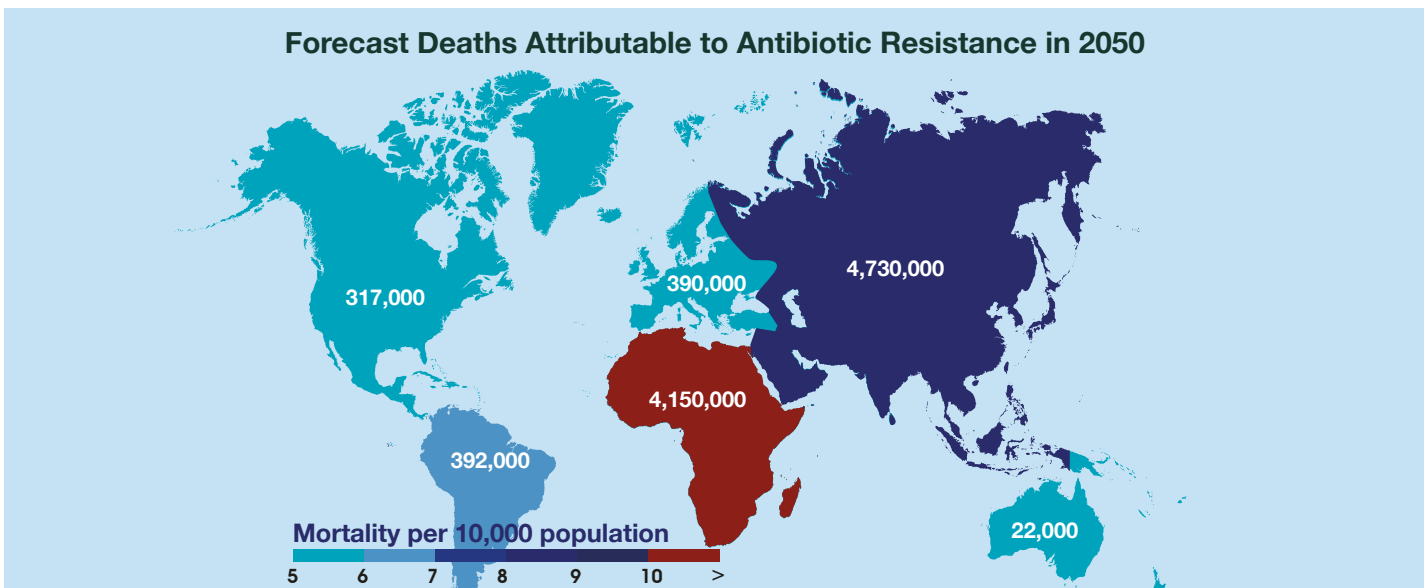 Forecast Deaths Attributable to Antibiotic Resistance in 2050
4,730,000
390,000
317,000
4,150,000
392,000
22,000
Mortality per 10,000 population
5 6 7 8 9 10 >